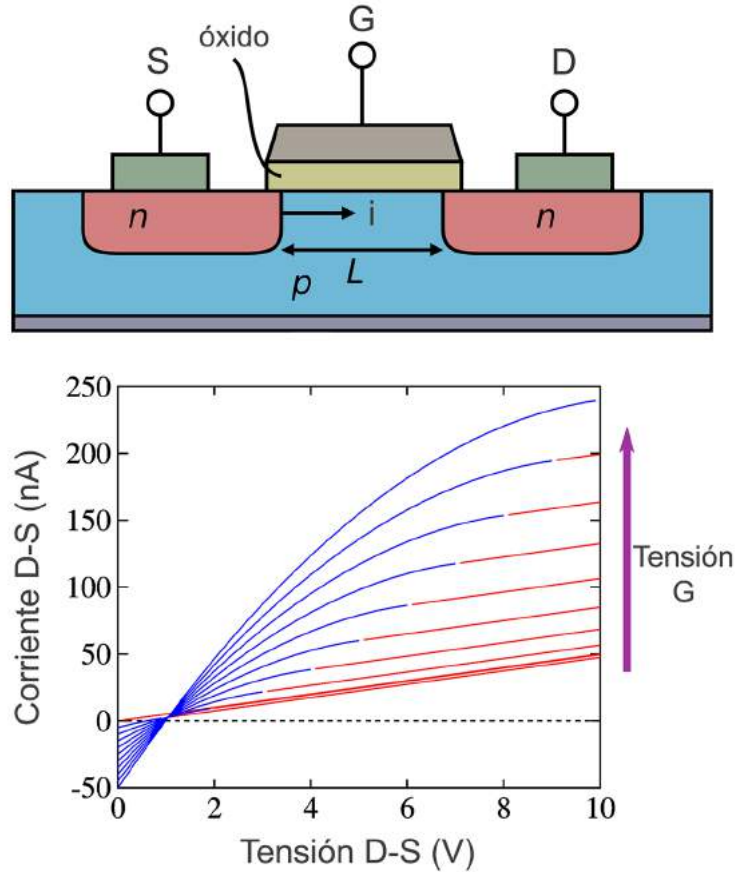 óxido
G
S
D
n
i
n
p
L
250
200
150
100
50
0
-50
0 2 4 6 8 10
Corriente D-S (nA)
Tensión D-S (V)
Tensión
G